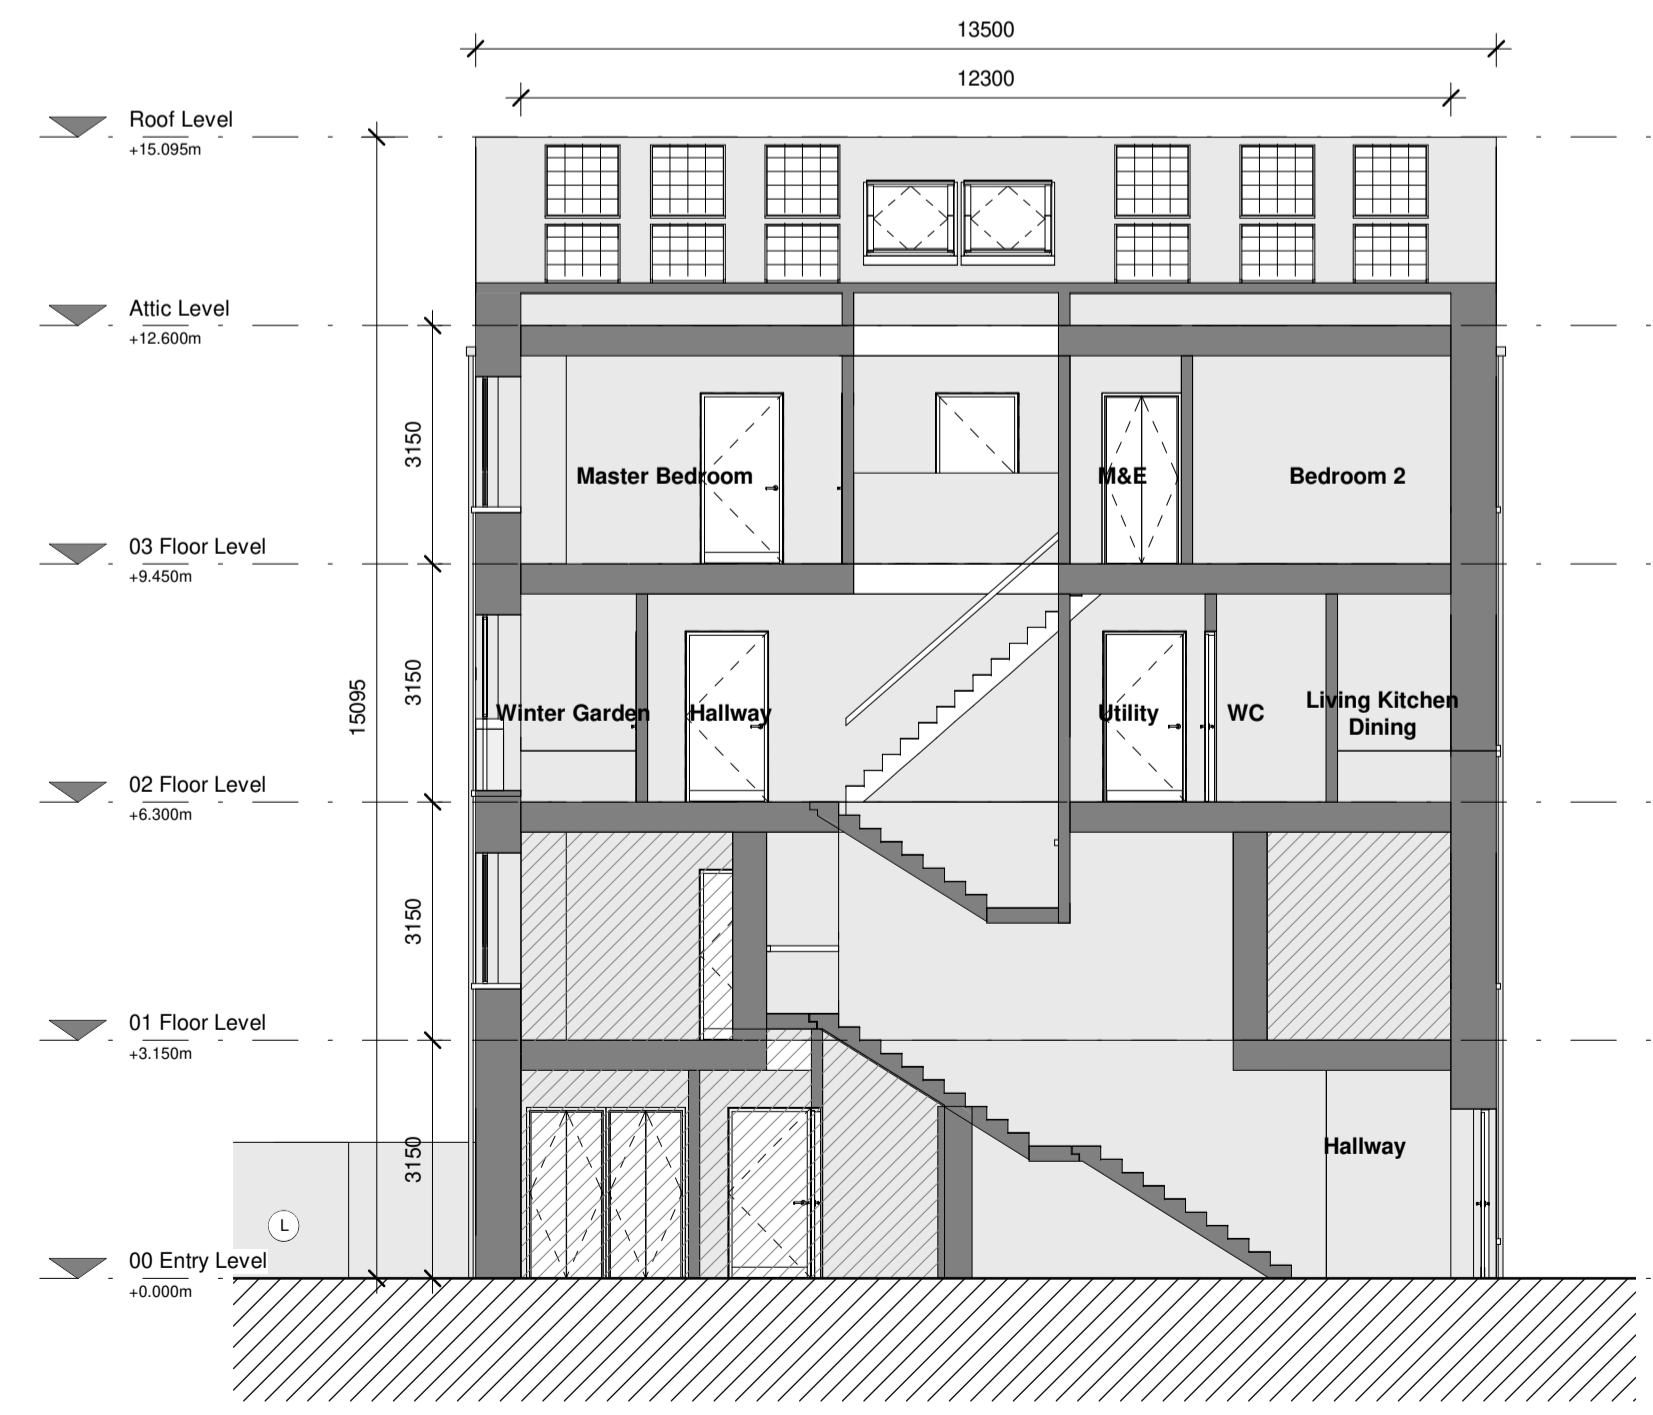 13500
12300
Roof Level
+15.095m
Attic Level
+12.600m
3150
Master Bedroom
M&E
Bedroom 2
03 Floor Level
+9.450m
3150
15095
Winter Garden
Hallway
Utility
WC
Living Kitchen
Dining
02 Floor Level
+6.300m
3150
01 Floor Level
+3.150m
3150
Hallway
L
00 Entry Level
+0.000m